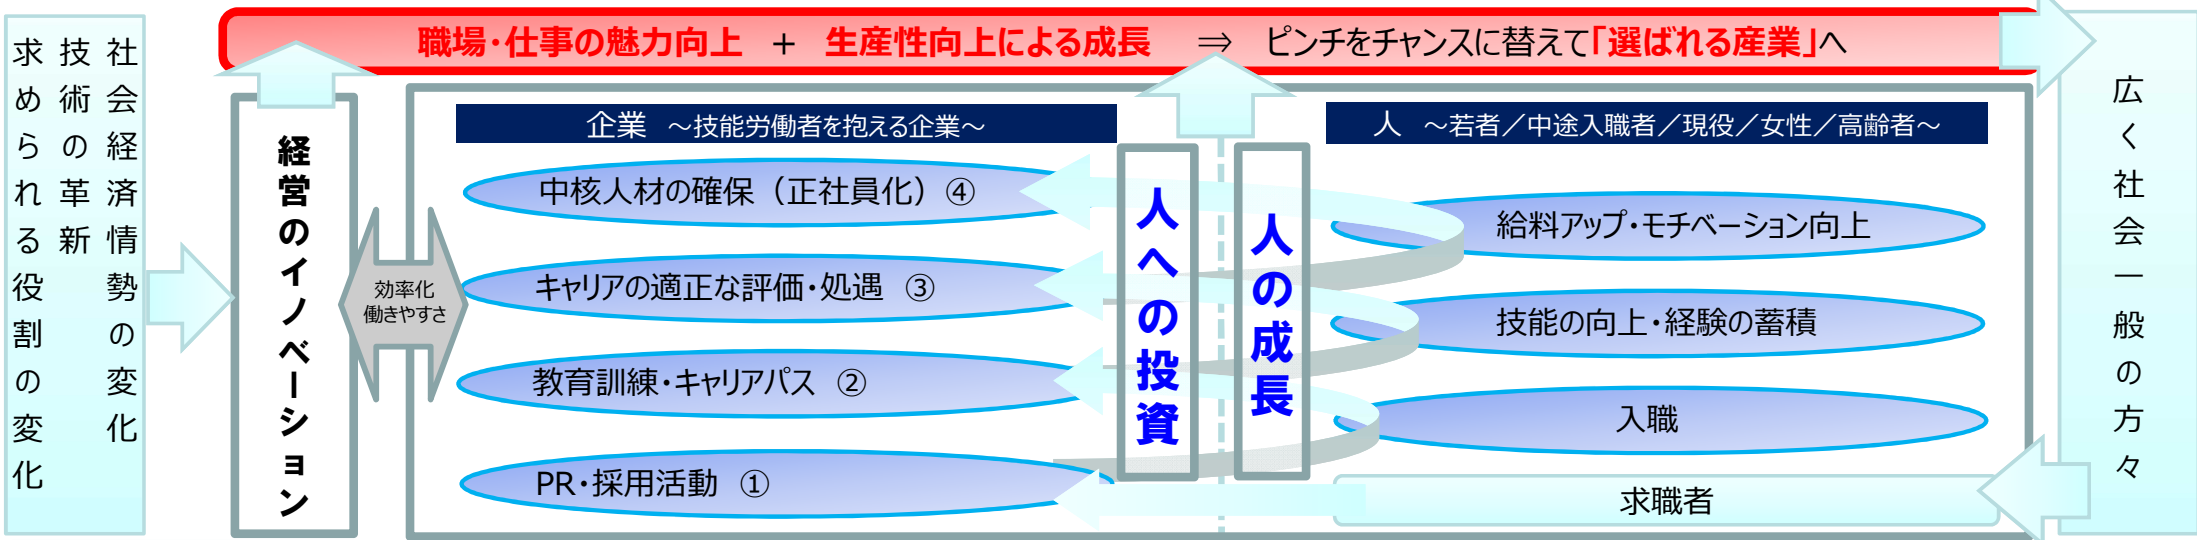 職場・仕事の魅力向上 + 生産性向上による成長 ⇒ ピンチをチャンスに替えて「選ばれる産業」へ
社会経済情勢の変化
技術の革新
求められる役割の変化
経営のイノベーション
効率化
働きやすさ
企業 ～技能労働者を抱える企業～
中核人材の確保（正社員化）④
キャリアの適正な評価・処遇 ③
教育訓練・キャリアパス ②
PR・採用活動 ①
人への投資
人の成長
人 ～若者／中途入職者／現役／女性／高齢者～
給料アップ・モチベーション向上
技能の向上・経験の蓄積
入職
求職者
広く社会一般の方々